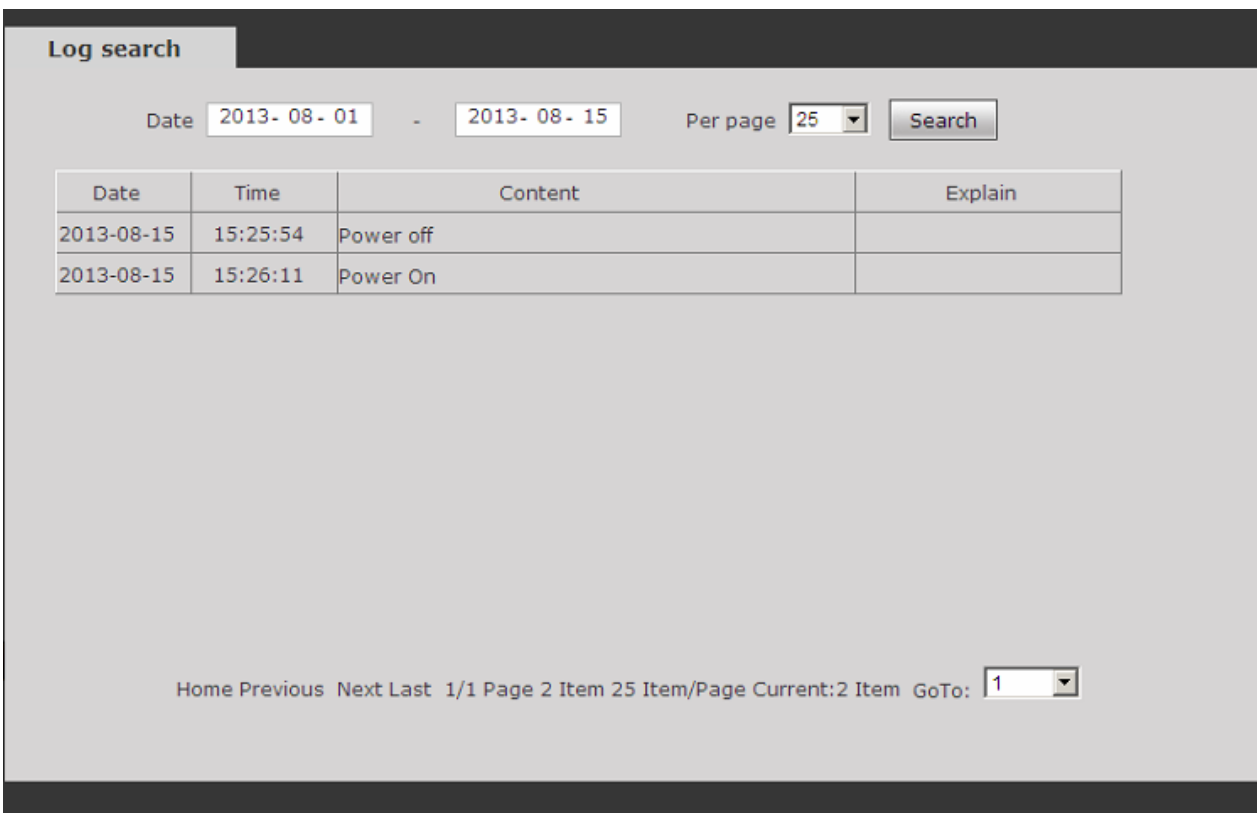 Log search
Date 2013- 08- 01 - 2013- 08- 15 Per page 25 Search
Date Time Content Explain
2013-08-15 15:25:54 Power off
2013-08-15 15:26:11 Power On
Home Previous Next Last 1/1 Page 2 Item 25 Item/Page Current:2 Item GoTo: 1